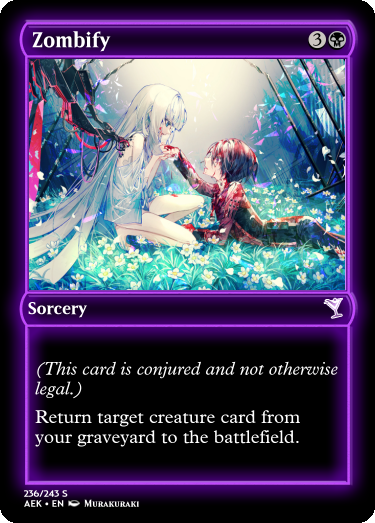 Zombify 3
Sorcery
(This card is conjured and not otherwise
legal.)
Return target creature card from
your graveyard to the battlefield.
236/243 S
AEK • EN Murakuraki